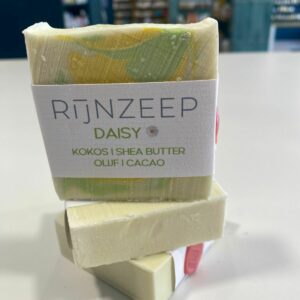 RijNZEEP
DAISY
KOKOS | SHEA BUTTER
OLIJF | CACAO